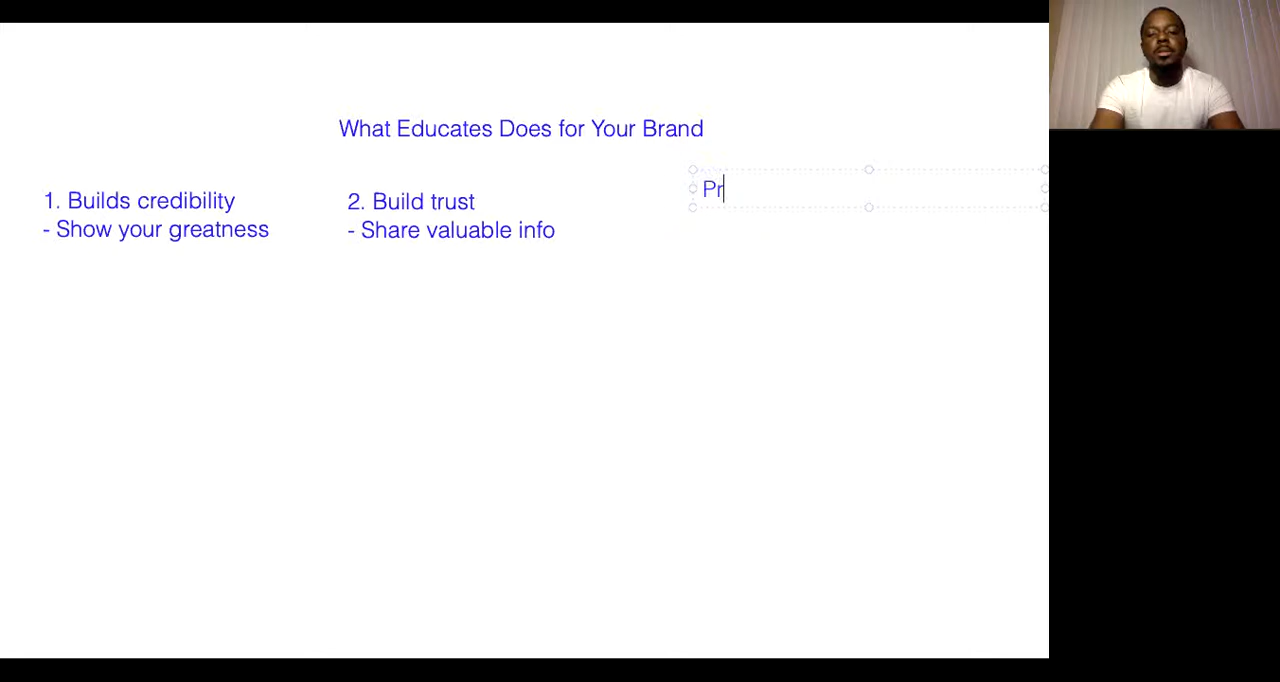 What Educates Does for Your Brand
1. Builds credibility
- Show your greatness
2. Build trust
- Share valuable info
Pr